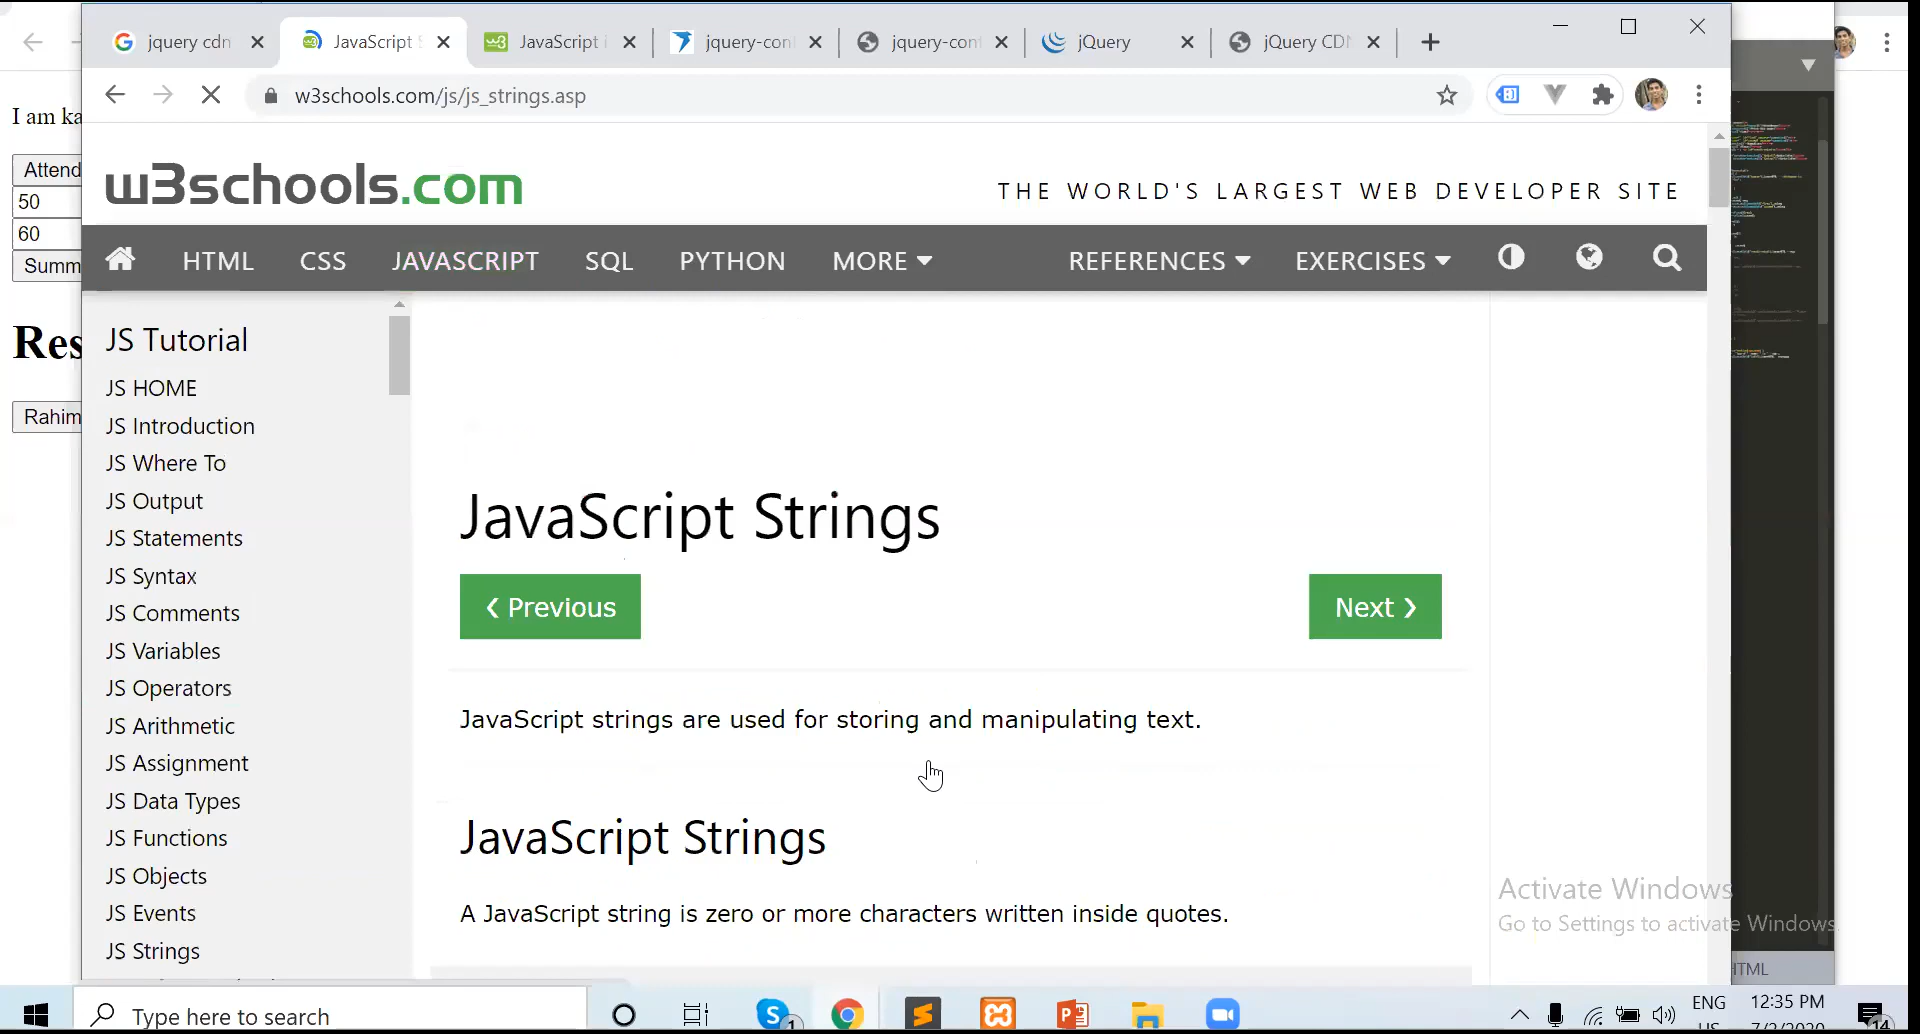 jquery cdn
JavaScript
JavaScript
jquery-con
jquery-con
jQuery
jQuery CD
w3schools.com/js/js_strings.asp
I am ka
Attend
50
60
Summ
Res
Rahim
w3schools.com
THE WORLD'S LARGEST WEB DEVELOPER SITE
HTML CSS JAVASCRIPT SQL PYTHON MORE REFERENCES EXERCISES
JS Tutorial
JS HOME
JS Introduction
JS Where To
JS Output
JS Statements
JS Syntax
JS Comments
JS Variables
JS Operators
JS Arithmetic
JS Assignment
JS Data Types
JS Functions
JS Objects
JS Events
JS Strings
JavaScript Strings
❮ Previous
Next ❯
JavaScript strings are used for storing and manipulating text.
JavaScript Strings
A JavaScript string is zero or more characters written inside quotes.
Activate Windows
Go to Settings to activate Windows.
HTML
Type here to search
ENG
12:35 PM